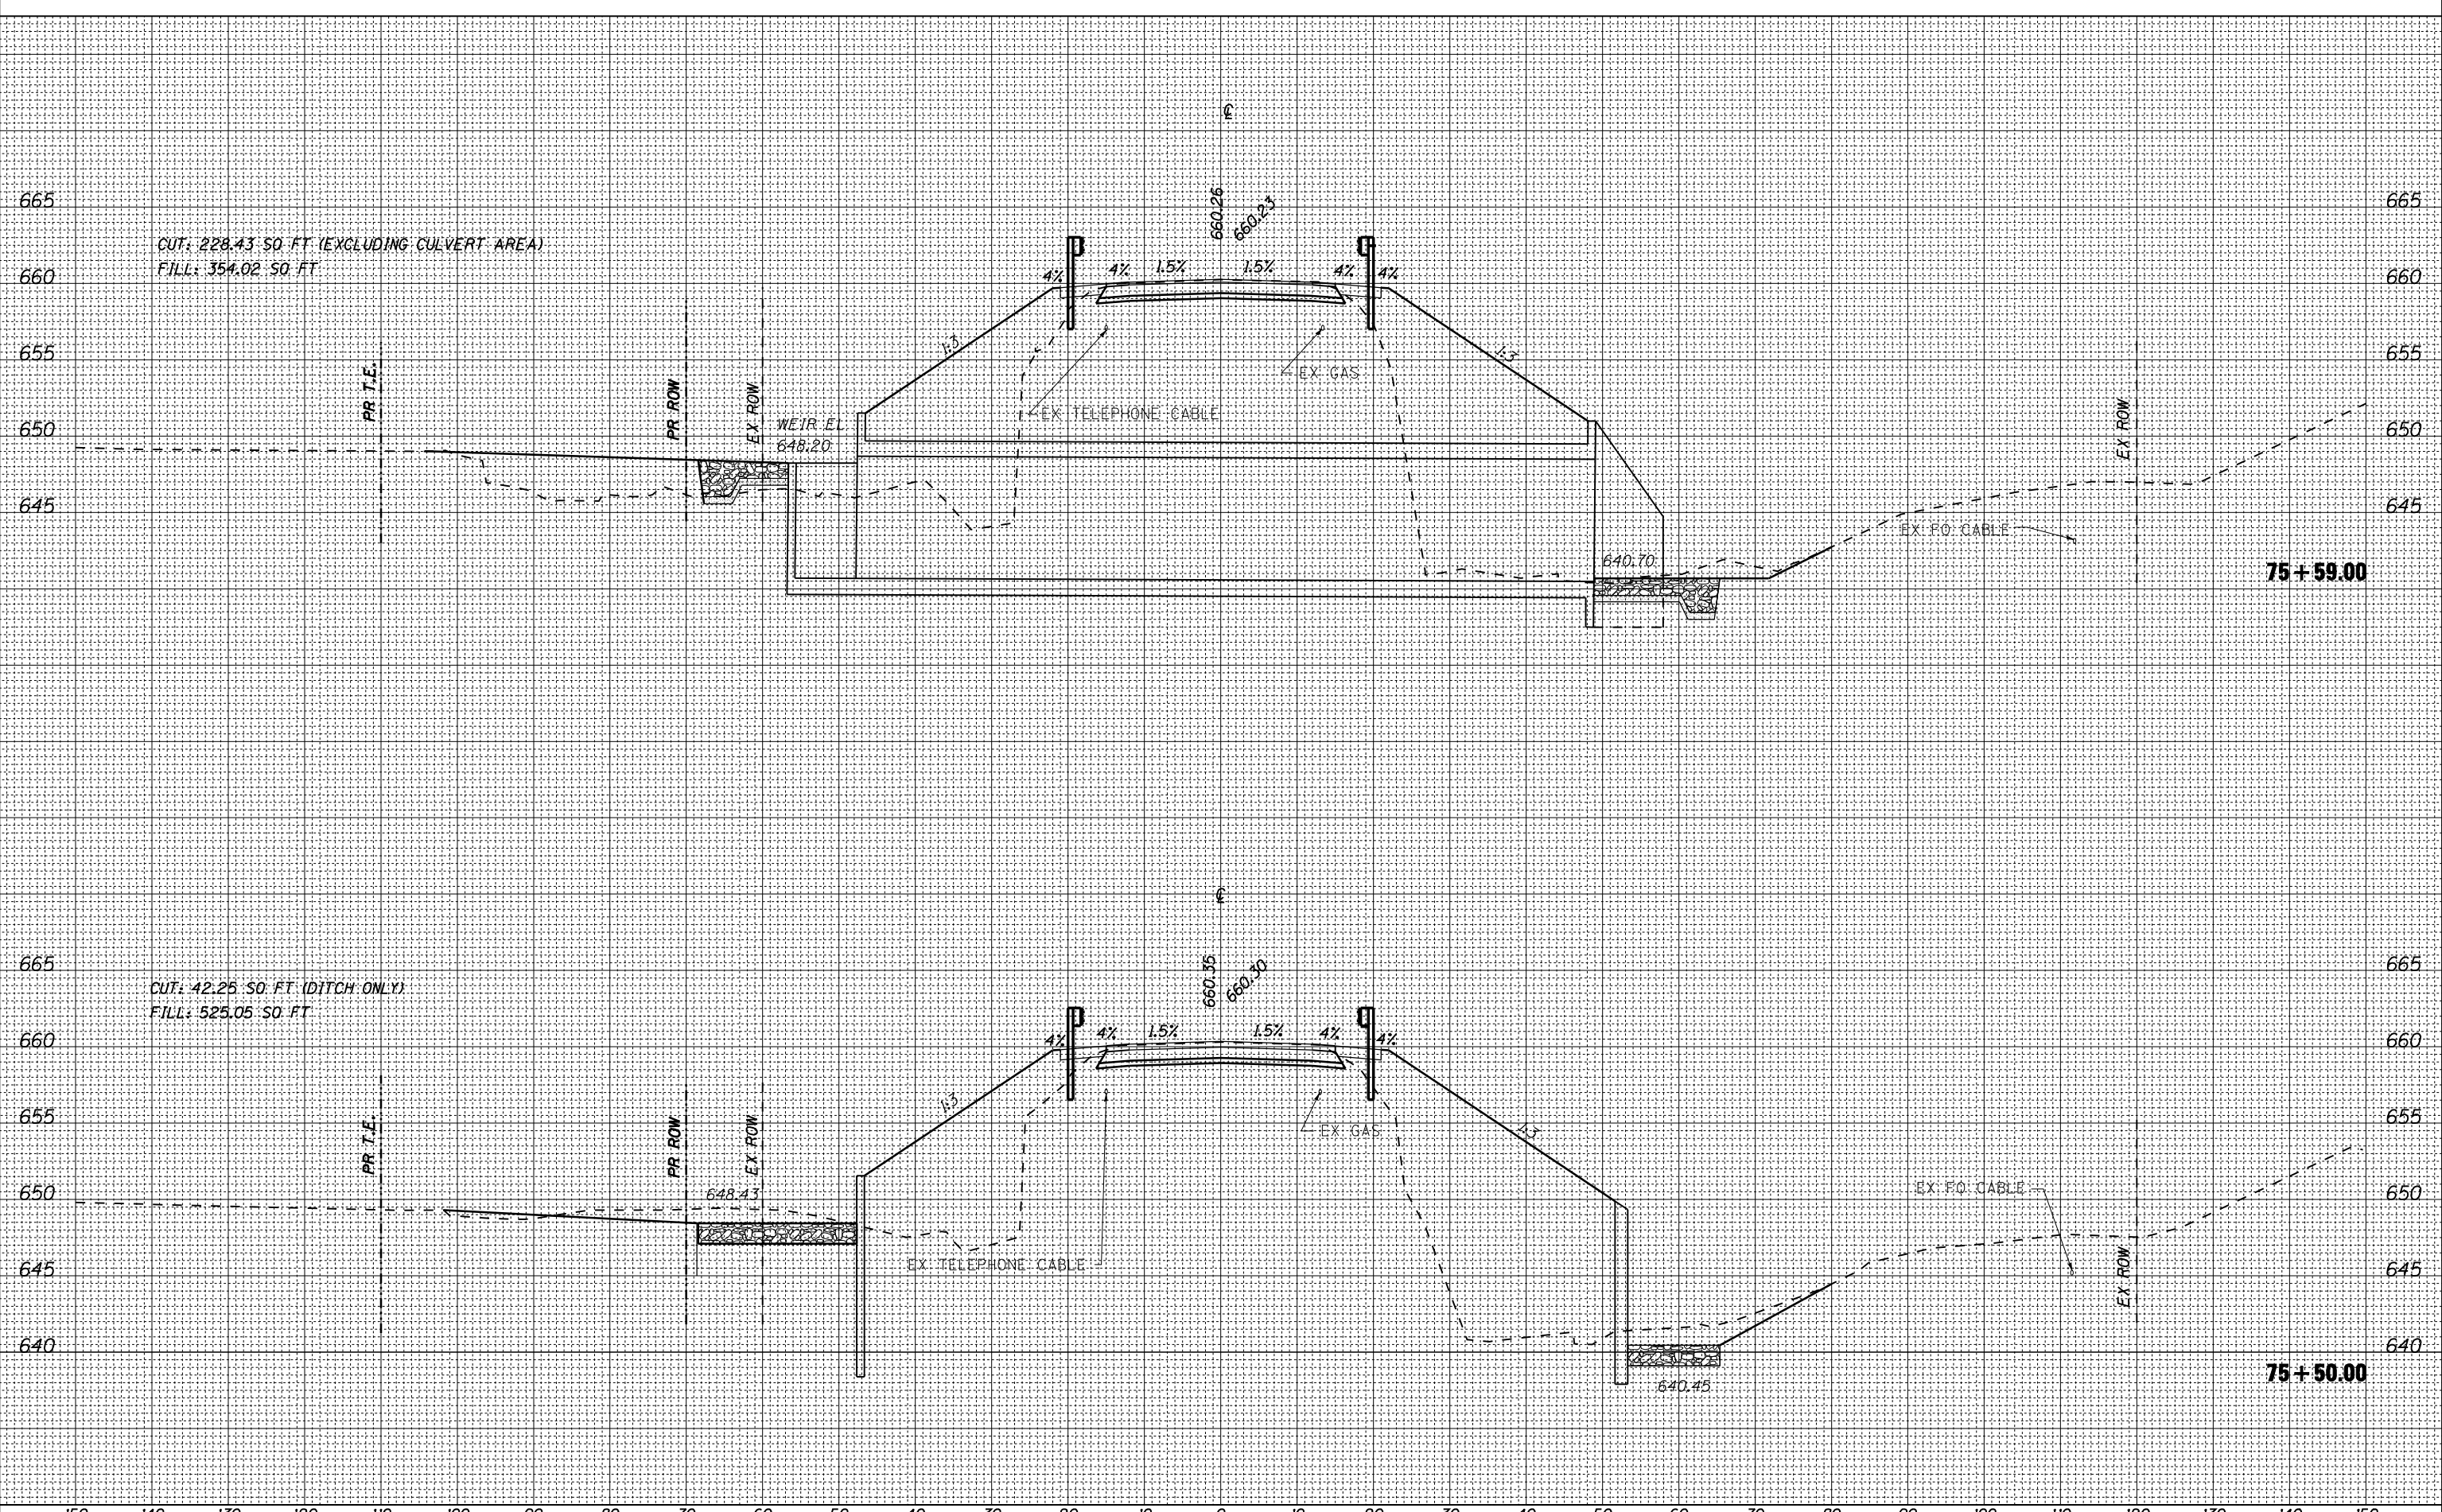 ℄
660.26
660.23
665
665
CUT: 228.43 SQ FT (EXCLUDING CULVERT AREA)
FILL: 354.02 SQ FT
4%
4%
1.5%
1.5%
4%
4%
660
660
1:3
1:3
655
655
EX GAS
EX TELEPHONE CABLE
PR T.E.
PR ROW
EX ROW
WEIR EL
648.20
EX ROW
650
650
645
645
EX FO CABLE
640.70
75+59.00
℄
660.35
660.30
665
665
CUT: 42.25 SQ FT (DITCH ONLY)
FILL: 525.05 SQ FT
4%
4%
1.5%
1.5%
4%
4%
660
660
1:3
1:3
655
655
EX GAS
PR T.E.
PR ROW
EX ROW
648.43
650
650
EX FO CABLE
EX TELEPHONE CABLE
645
645
EX ROW
640
640
640.45
75+50.00